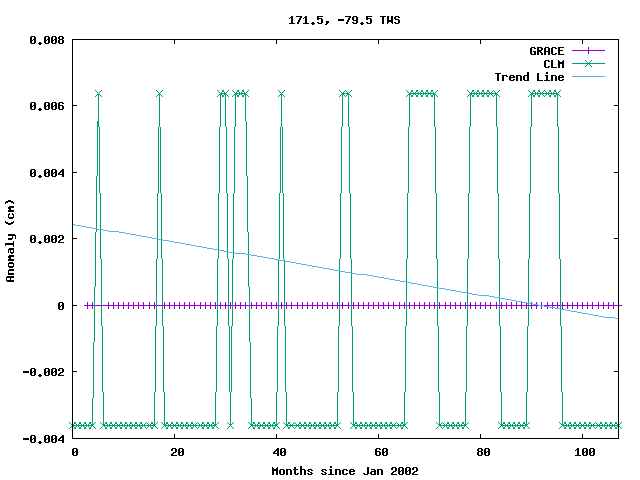 171.5, -79.5 TWS
GRACE
CLM
Trend Line
0.008
0.006
0.004
0.002
0
-0.002
-0.004
Anomaly (cm)
0 20 40 60 80 100
Months since Jan 2002